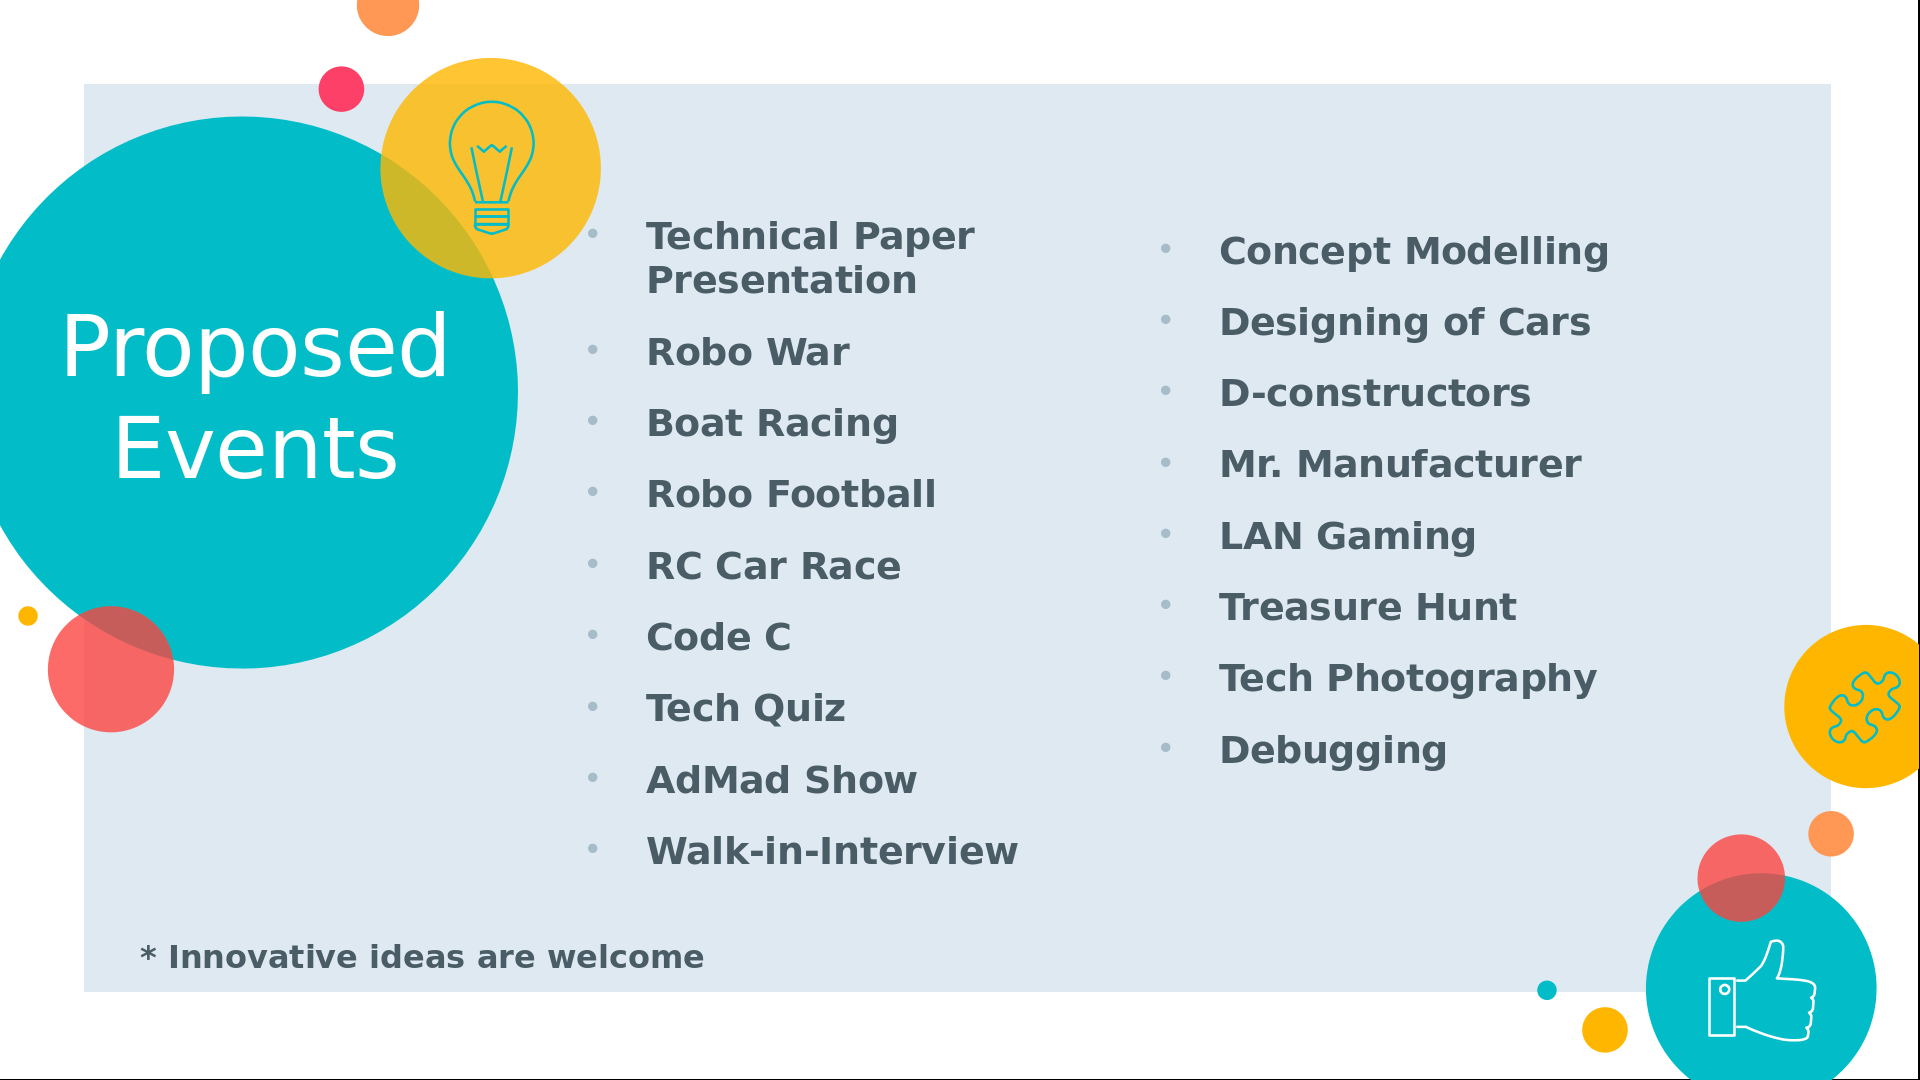 Proposed
Events
• Technical Paper
Presentation
• Robo War
• Boat Racing
• Robo Football
• RC Car Race
• Code C
• Tech Quiz
• AdMad Show
• Walk-in-Interview
• Concept Modelling
• Designing of Cars
• D-constructors
• Mr. Manufacturer
• LAN Gaming
• Treasure Hunt
• Tech Photography
• Debugging
* Innovative ideas are welcome